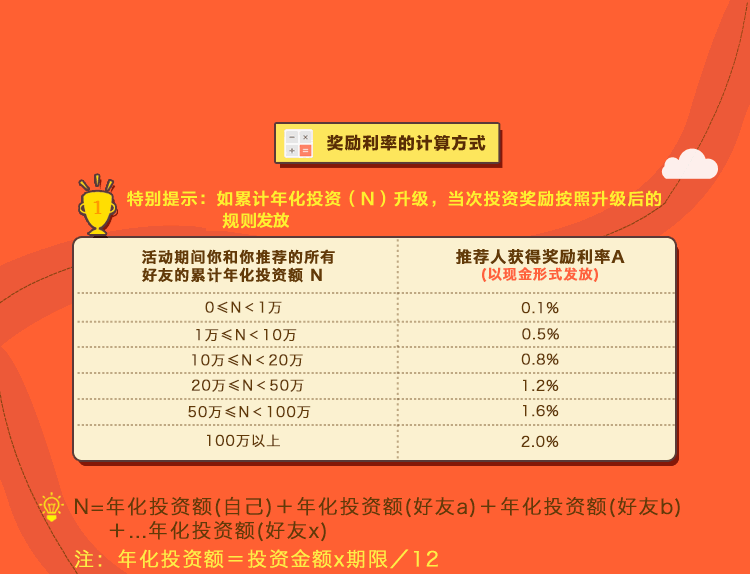 奖励利率的计算方式
1
特别提示：如累计年化投资（N）升级，当次投资奖励按照升级后的
规则发放
活动期间你和你推荐的所有
好友的累计年化投资额 N
推荐人获得奖励利率A
(以现金形式发放)
0≤N<1万 0.1%
1万≤N<10万 0.5%
10万≤N<20万 0.8%
20万≤N<50万 1.2%
50万≤N<100万 1.6%
100万以上 2.0%
N=年化投资额(自己)＋年化投资额(好友a)＋年化投资额(好友b)
＋...年化投资额(好友x)
注：年化投资额＝投资金额x期限／12